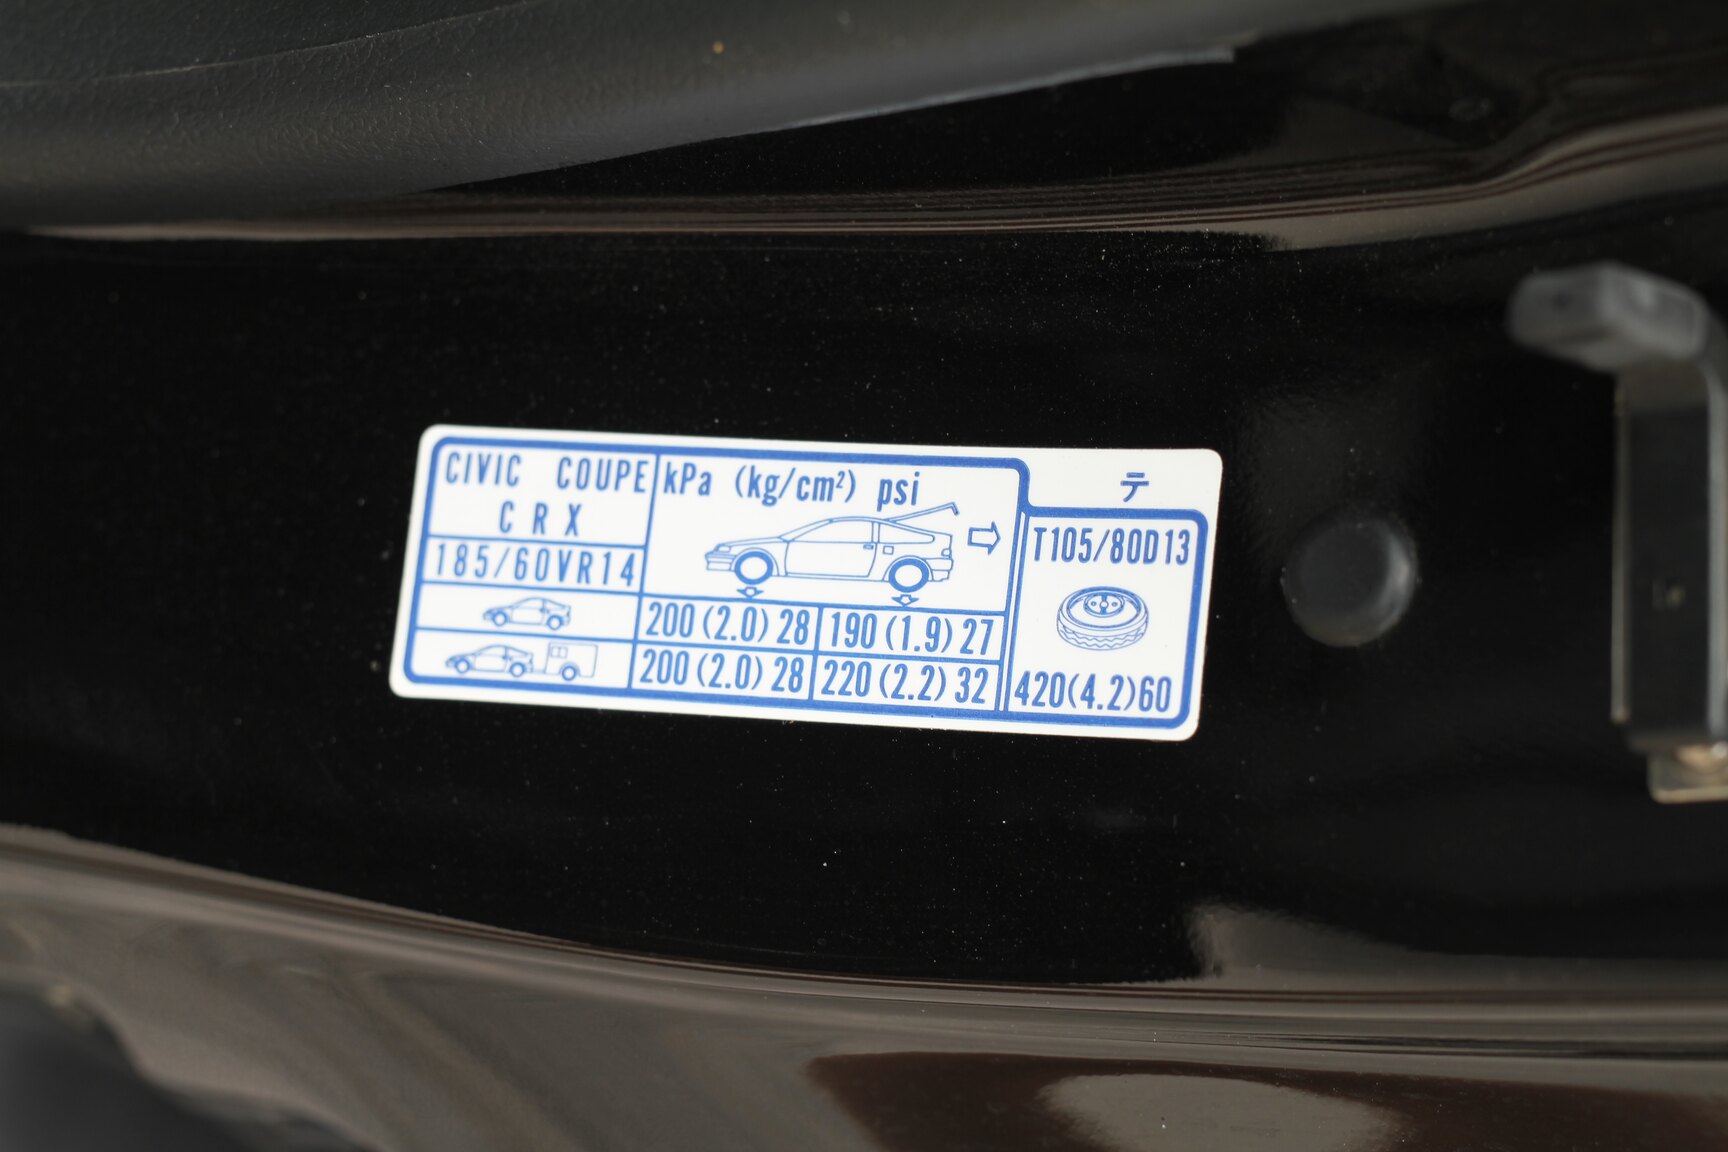 CIVIC COUPE
CRX
185/60VR14
kPa (kg/cm²) psi
200 (2.0) 28 190 (1.9) 27
200 (2.0) 28 220 (2.2) 32
テ
T105/80D13
420(4.2)60